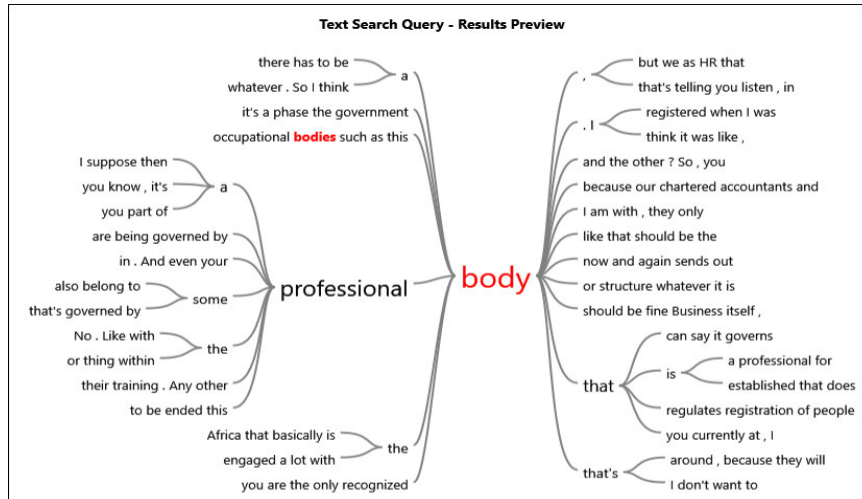 Text Search Query - Results Preview
there has to be
whatever . So I think
a
it's a phase the government
occupational bodies such as this
I suppose then
you know , it's
you part of
a
are being governed by
in . And even your
also belong to
that's governed by
some
No . Like with
or thing within
the
their training . Any other
to be ended this
professional
Africa that basically is
engaged a lot with
the
you are the only recognized
body
,
but we as HR that
that's telling you listen , in
. I
registered when I was
think it was like ,
and the other ? So , you
because our chartered accountants and
I am with , they only
like that should be the
now and again sends out
or structure whatever it is
should be fine Business itself ,
that
can say it governs
is
a professional for
established that does
regulates registration of people
you currently at , I
that's
around , because they will
I don't want to